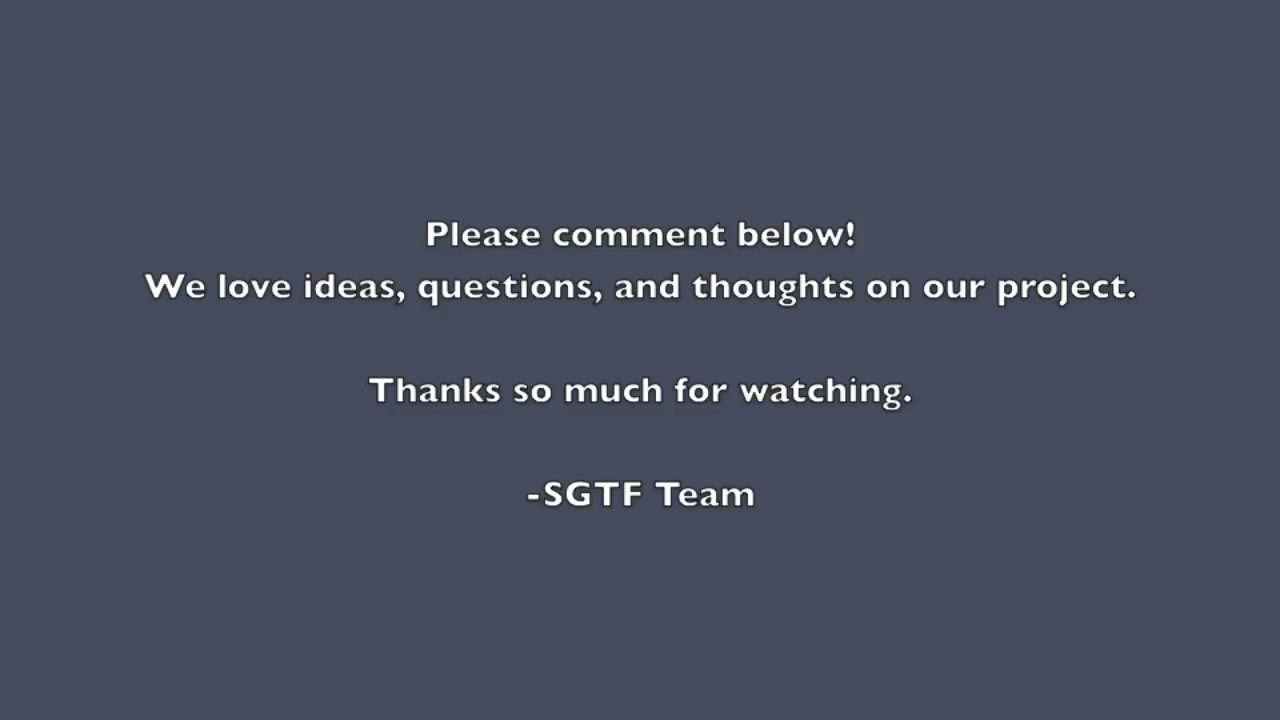 Please comment below!
We love ideas, questions, and thoughts on our project.
Thanks so much for watching.
-SGTF Team